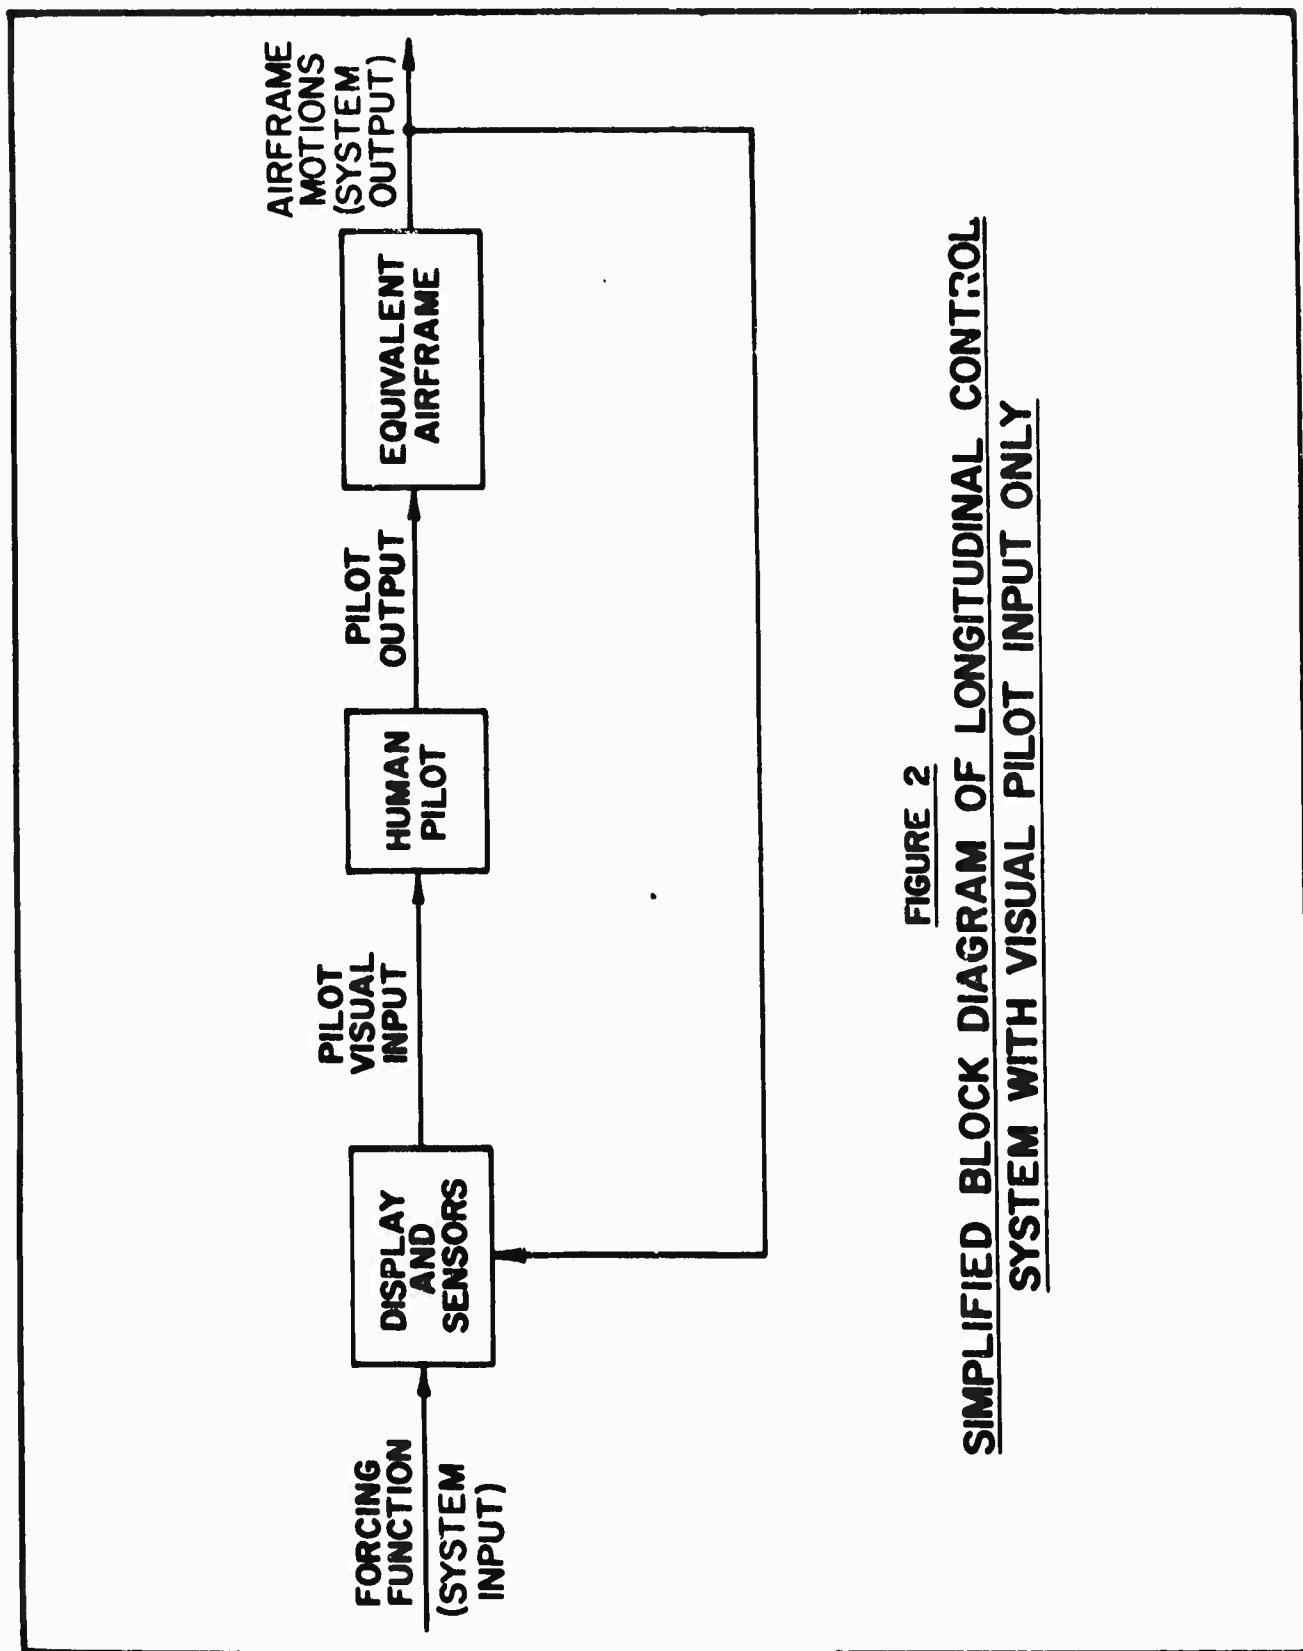 FORCING
FUNCTION
(SYSTEM
INPUT)
DISPLAY
AND
SENSORS
PILOT
VISUAL
INPUT
HUMAN
PILOT
PILOT
OUTPUT
EQUIVALENT
AIRFRAME
AIRFRAME
MOTIONS
(SYSTEM
OUTPUT)
FIGURE 2
SIMPLIFIED BLOCK DIAGRAM OF LONGITUDINAL CONTROL
SYSTEM WITH VISUAL PILOT INPUT ONLY